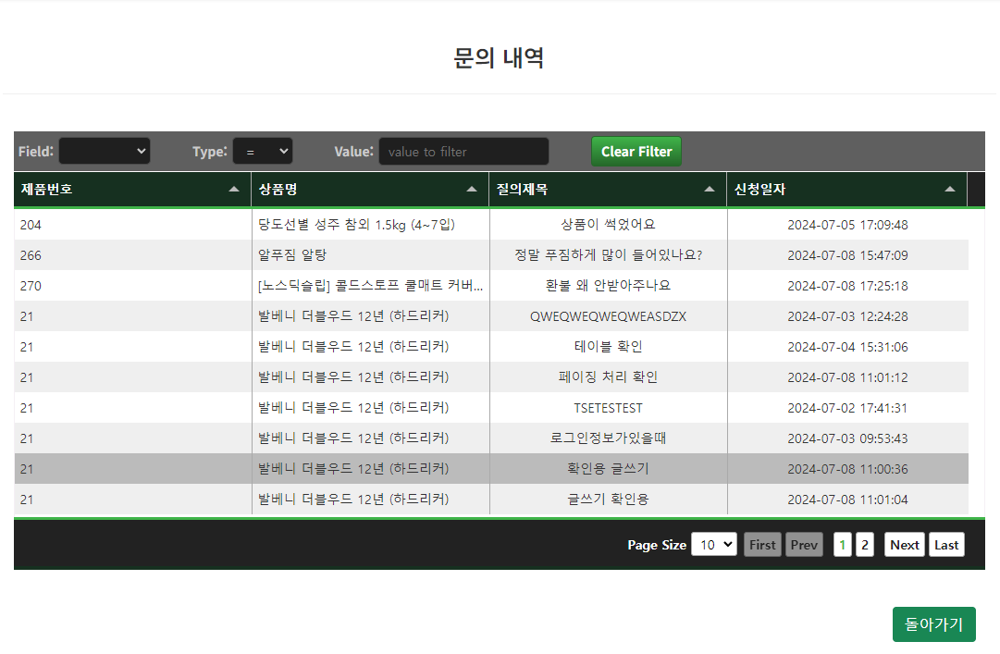 문의 내역
Field: Type: = Value: value to filter Clear Filter
제품번호 상품명 질의제목 신청일자
204 당도선별 성주 참외 1.5kg (4~7입) 상품이 썩었어요 2024-07-05 17:09:48
266 알푸짐 알탕 정말 푸짐하게 많이 들어있나요? 2024-07-08 15:47:09
270 [노스딕슬립] 콜드스토프 쿨매트 커버... 환불 왜 안받아주나요 2024-07-08 17:25:18
21 발베니 더블우드 12년 (하드리커) QWEQWEQWEQWEASDZX 2024-07-03 12:24:28
21 발베니 더블우드 12년 (하드리커) 테이블 확인 2024-07-04 15:31:06
21 발베니 더블우드 12년 (하드리커) 페이징 처리 확인 2024-07-08 11:01:12
21 발베니 더블우드 12년 (하드리커) TSETESTEST 2024-07-02 17:41:31
21 발베니 더블우드 12년 (하드리커) 로그인정보가있을때 2024-07-03 09:53:43
21 발베니 더블우드 12년 (하드리커) 확인용 글쓰기 2024-07-08 11:00:36
21 발베니 더블우드 12년 (하드리커) 글쓰기 확인용 2024-07-08 11:01:04
Page Size 10 First Prev 1 2 Next Last
돌아가기